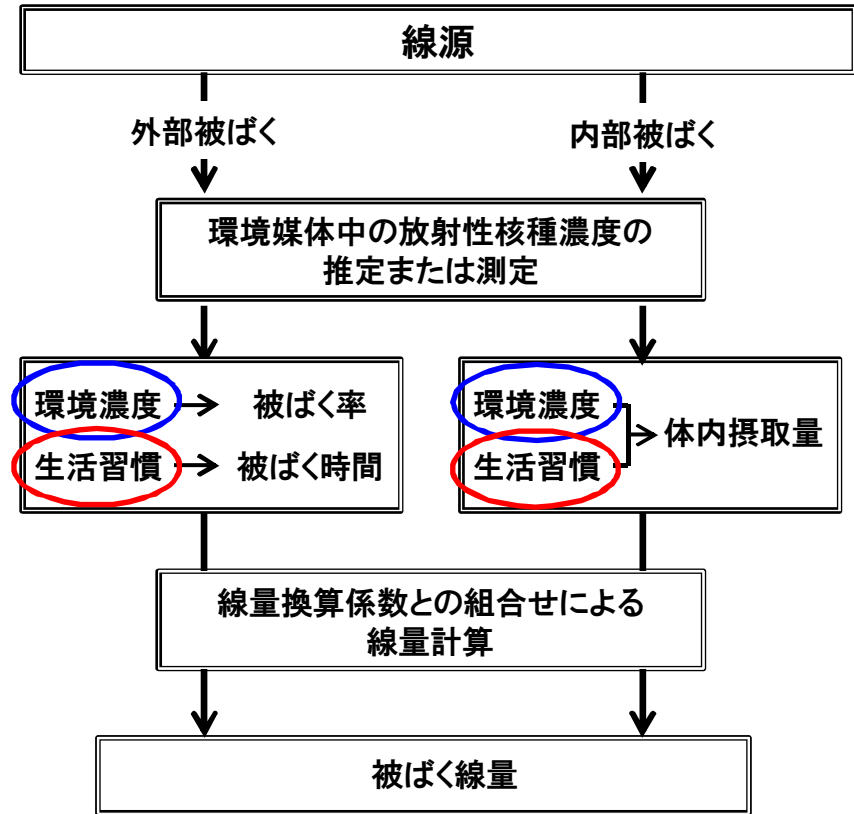 線源
外部被ばく
内部被ばく
環境媒体中の放射性核種濃度の
推定または測定
環境濃度 → 被ばく率
生活習慣 → 被ばく時間
環境濃度
生活習慣
→ 体内摂取量
線量換算係数との組合せによる
線量計算
被ばく線量